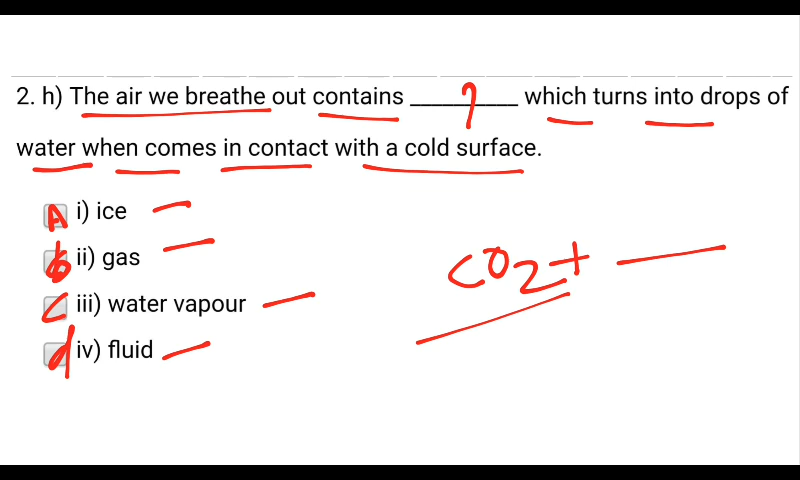 2. h) The air we breathe out contains __________ which turns into drops of
?
water when comes in contact with a cold surface.
A i) ice
b ii) gas
c iii) water vapour
d iv) fluid
CO2+